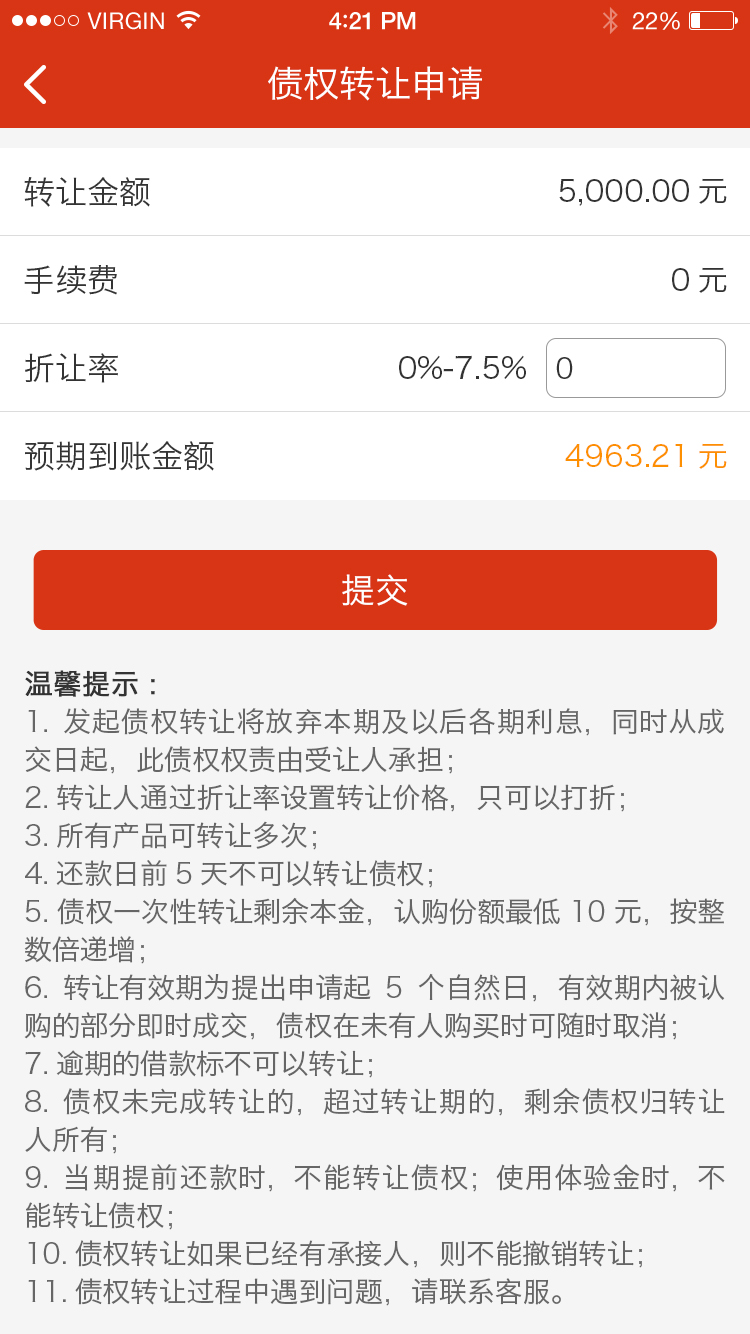 VIRGIN 4:21 PM 22%
债权转让申请
转让金额 5,000.00 元
手续费 0 元
折让率 0%-7.5% 0
预期到账金额 4963.21 元
提交
温馨提示：
1. 发起债权转让将放弃本期及以后各期利息，同时从成
交日起，此债权权责由受让人承担；
2. 转让人通过折让率设置转让价格，只可以打折；
3. 所有产品可转让多次；
4. 还款日前 5 天不可以转让债权；
5. 债权一次性转让剩余本金，认购份额最低 10 元，按整
数倍递增；
6. 转让有效期为提出申请起 5 个自然日，有效期内被认
购的部分即时成交，债权在未有人购买时可随时取消；
7. 逾期的借款标不可以转让；
8. 债权未完成转让的，超过转让期的，剩余债权归转让
人所有；
9. 当期提前还款时，不能转让债权；使用体验金时，不
能转让债权；
10. 债权转让如果已经有承接人，则不能撤销转让；
11. 债权转让过程中遇到问题，请联系客服。